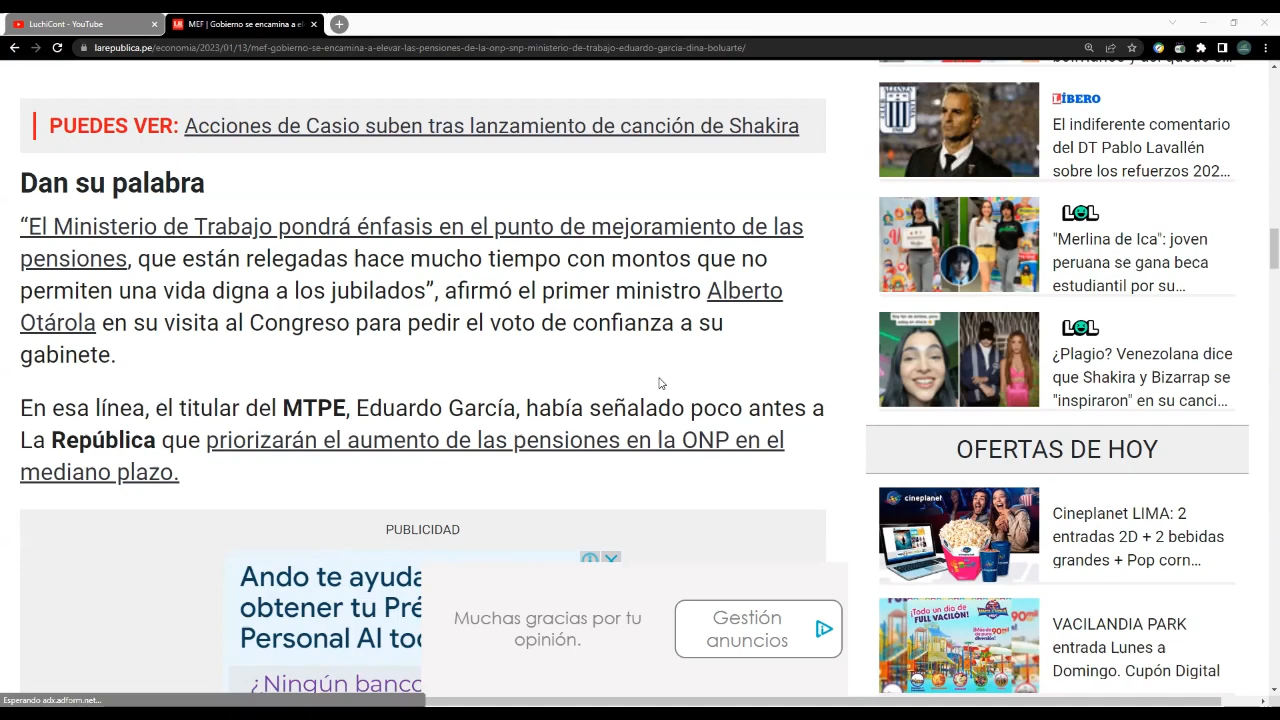 LuchiCont - YouTube
MEF | Gobierno se encamina a el
larepublica.pe/economia/2023/01/13/mef-gobierno-se-encamina-a-elevar-las-pensiones-de-la-onp-snp-ministerio-de-trabajo-eduardo-garcia-dina-boluarte/
PUEDES VER: Acciones de Casio suben tras lanzamiento de canción de Shakira
Dan su palabra
“El Ministerio de Trabajo pondrá énfasis en el punto de mejoramiento de las
pensiones, que están relegadas hace mucho tiempo con montos que no
permiten una vida digna a los jubilados”, afirmó el primer ministro Alberto
Otárola en su visita al Congreso para pedir el voto de confianza a su
gabinete.
En esa línea, el titular del MTPE, Eduardo García, había señalado poco antes a
La República que priorizarán el aumento de las pensiones en la ONP en el
mediano plazo.
PUBLICIDAD
Ando te ayuda
obtener tu Pré
Personal Al toc
¿Ningún banco
Muchas gracias por tu
opinión.
Gestión
anuncios
Esperando adx.adform.net...
LÍBERO
El indiferente comentario
del DT Pablo Lavallén
sobre los refuerzos 202...
LOL
"Merlina de Ica": joven
peruana se gana beca
estudiantil por su...
LOL
¿Plagio? Venezolana dice
que Shakira y Bizarrap se
"inspiraron" en su canci...
OFERTAS DE HOY
cineplanet
Cineplanet LIMA: 2
entradas 2D + 2 bebidas
grandes + Pop corn...
¡Todo un día de
FULL VACILÓN!
VACILANDIA PARK
entrada Lunes a
Domingo. Cupón Digital